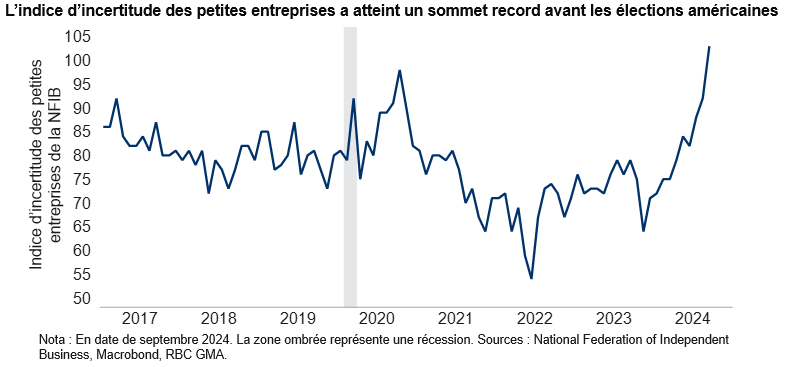 L’indice d’incertitude des petites entreprises a atteint un sommet record avant les élections américaines
Indice d’incertitude des petites
entreprises de la NFIB
105
100
95
90
85
80
75
70
65
60
55
50
2017 2018 2019 2020 2021 2022 2023 2024
Nota : En date de septembre 2024. La zone ombrée représente une récession. Sources : National Federation of Independent
Business, Macrobond, RBC GMA.